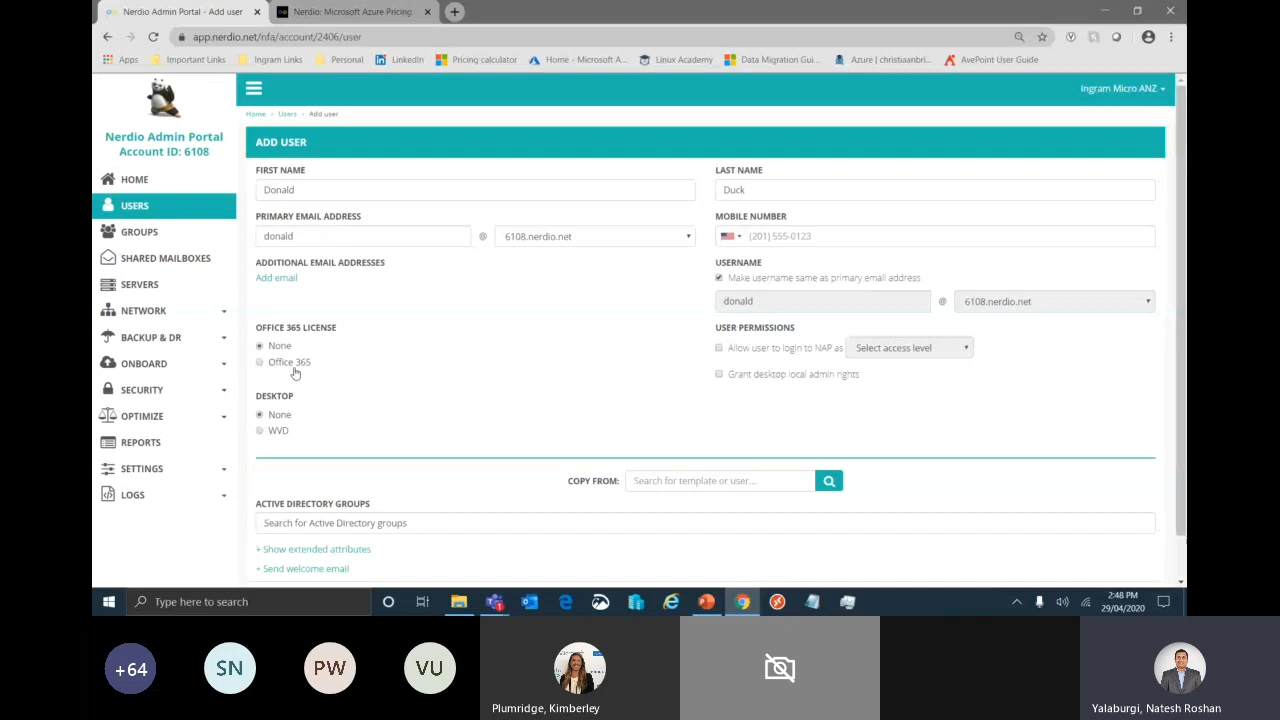 Nerdio Admin Portal - Add user
Nerdio: Microsoft Azure Pricing
app.nerdio.net/nfa/account/2406/user
Apps
Important Links
Ingram Links
Personal
LinkedIn
Pricing calculator
Home - Microsoft A...
Linux Academy
Data Migration Gui...
Azure | christiaanbri...
AvePoint User Guide
Nerdio Admin Portal
Account ID: 6108
HOME
USERS
GROUPS
SHARED MAILBOXES
SERVERS
NETWORK
BACKUP & DR
ONBOARD
SECURITY
OPTIMIZE
REPORTS
SETTINGS
LOGS
Ingram Micro ANZ
Home > Users > Add user
ADD USER
FIRST NAME
Donald
LAST NAME
Duck
PRIMARY EMAIL ADDRESS
donald @ 6108.nerdio.net
MOBILE NUMBER
(201) 555-0123
ADDITIONAL EMAIL ADDRESSES
Add email
USERNAME
Make username same as primary email address
donald @ 6108.nerdio.net
OFFICE 365 LICENSE
None
Office 365
USER PERMISSIONS
Allow user to login to NAP as Select access level
Grant desktop local admin rights
DESKTOP
None
WVD
COPY FROM: Search for template or user...
ACTIVE DIRECTORY GROUPS
Search for Active Directory groups
+ Show extended attributes
+ Send welcome email
Type here to search
2:48 PM
29/04/2020
+64
SN
PW
VU
Plumridge, Kimberley
Yalaburgi, Natesh Roshan